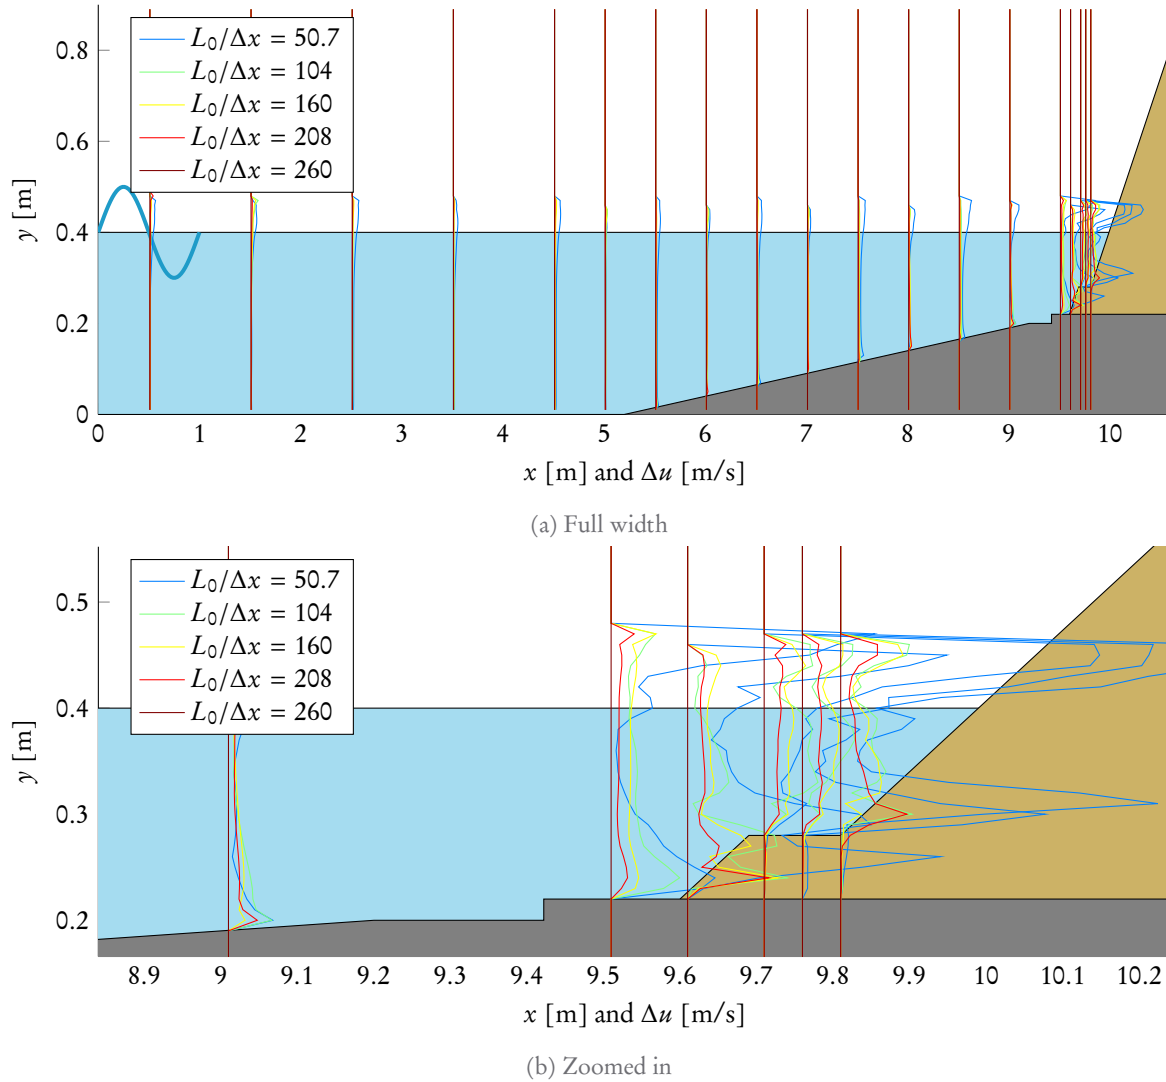 L₀/Δx = 50.7
L₀/Δx = 104
L₀/Δx = 160
L₀/Δx = 208
L₀/Δx = 260
0.8
0.6
0.4
0.2
0
y [m]
0 1 2 3 4 5 6 7 8 9 10
x [m] and Δu [m/s]
(a) Full width
L₀/Δx = 50.7
L₀/Δx = 104
L₀/Δx = 160
L₀/Δx = 208
L₀/Δx = 260
0.5
0.4
0.3
0.2
y [m]
8.9 9 9.1 9.2 9.3 9.4 9.5 9.6 9.7 9.8 9.9 10 10.1 10.2
x [m] and Δu [m/s]
(b) Zoomed in